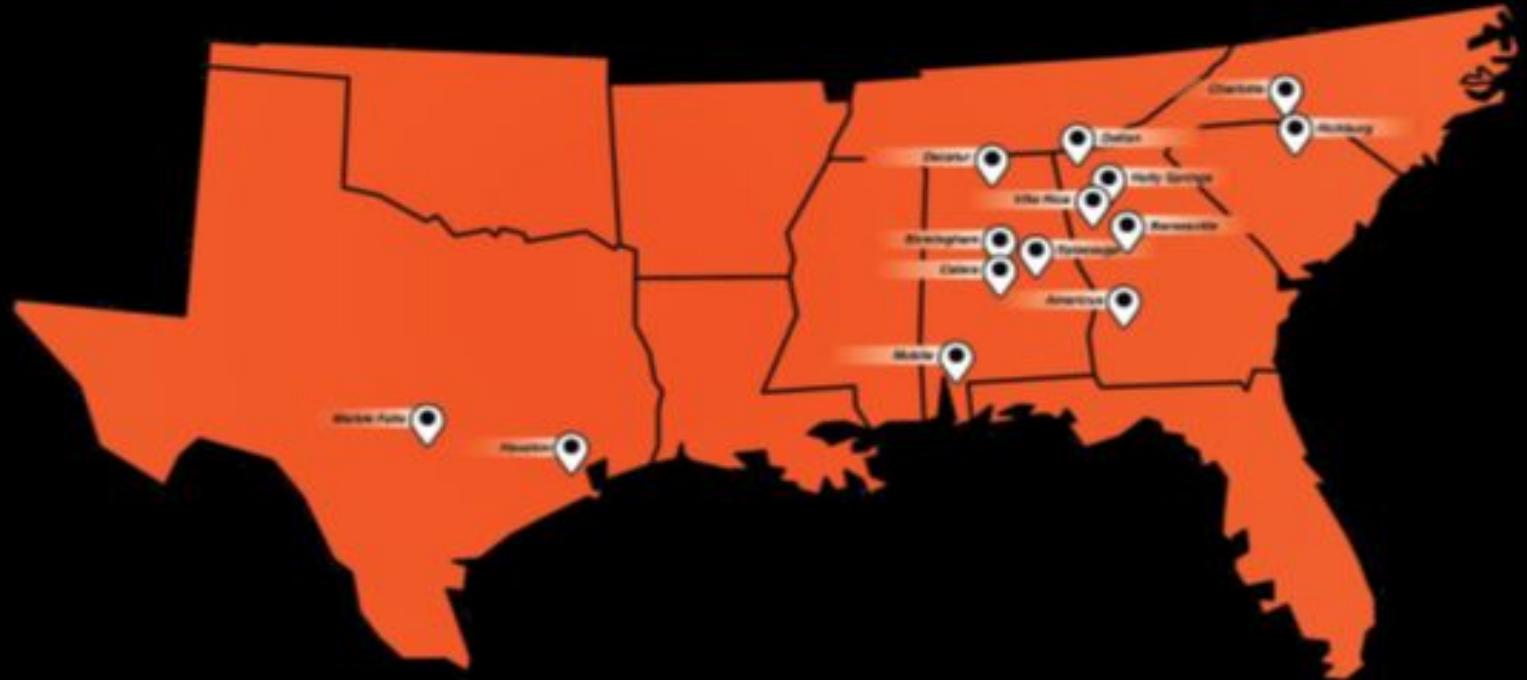 Charlotte
Richburg
Dalton
Decatur
Holly Springs
Villa Rica
Barnesville
Birmingham
Calera
Americus
Mobile
Marble Falls
Houston